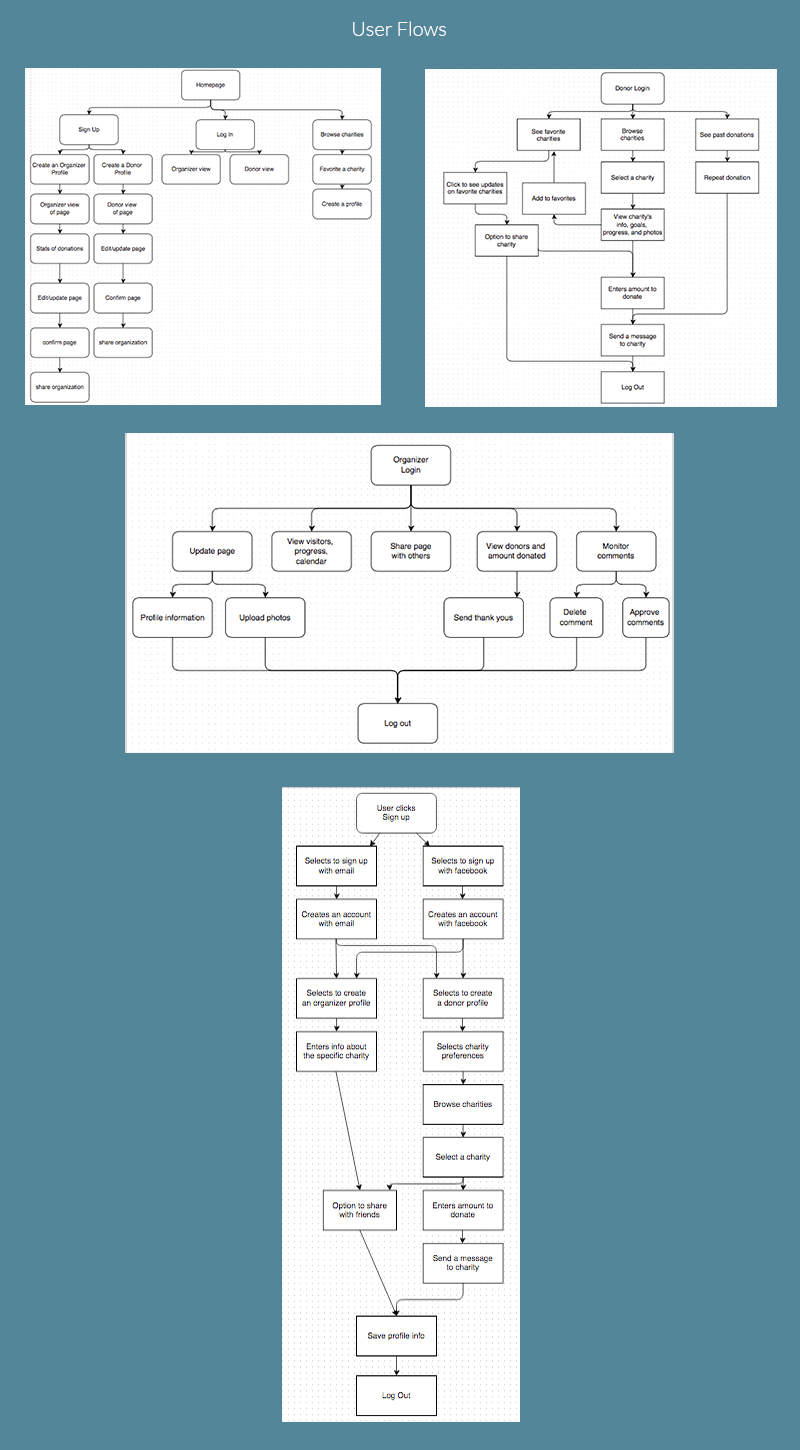 User Flows
Homepage
Sign Up
Log In
Browse charities
Create an Organizer
Profile
Create a Donor
Profile
Organizer view
Donor view
Favorite a charity
Organizer view
of page
Donor view
of page
Create a profile
Stats of donations
Edit/update page
Edit/update page
Confirm page
confirm page
share organization
share organization
Donor Login
See favorite
charities
Browse
charities
See past donations
Click to see updates
on favorite charities
Add to favorites
Select a charity
Repeat donation
Option to share
charity
View charity's
info, goals,
progress, and photos
Enters amount to
donate
Send a message
to charity
Log Out
Organizer
Login
Update page
View visitors,
progress,
calendar
Share page
with others
View donors and
amount donated
Monitor
comments
Profile information
Upload photos
Send thank yous
Delete
comment
Approve
comments
Log out
User clicks
Sign up
Selects to sign up
with email
Selects to sign up
with facebook
Creates an account
with email
Creates an account
with facebook
Selects to create
an organizer profile
Selects to create
a donor profile
Enters info about
the specific charity
Selects charity
preferences
Browse charities
Select a charity
Option to share
with friends
Enters amount to
donate
Send a message
to charity
Save profile info
Log Out